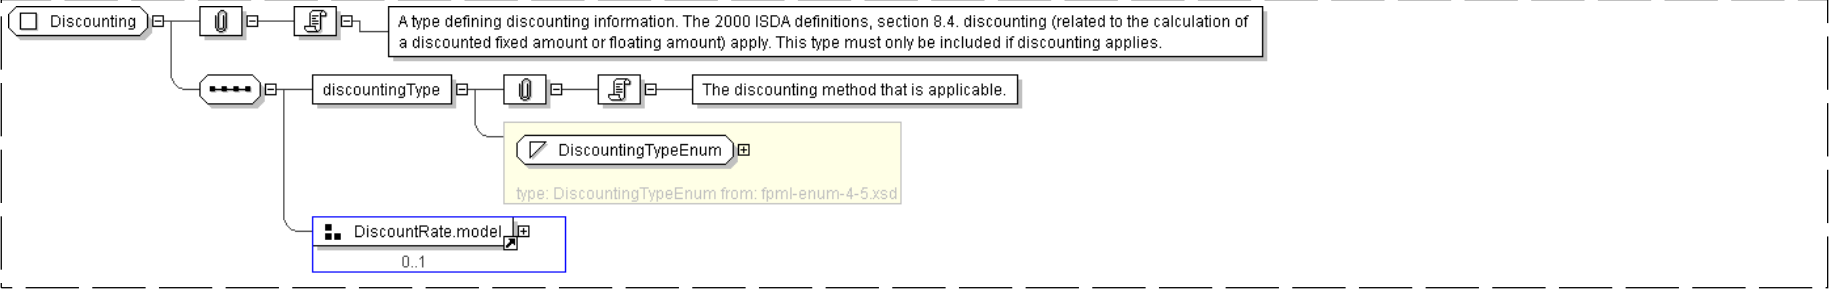 Discounting
A type defining discounting information. The 2000 ISDA definitions, section 8.4. discounting (related to the calculation of
a discounted fixed amount or floating amount) apply. This type must only be included if discounting applies.
discountingType
The discounting method that is applicable.
DiscountingTypeEnum
type: DiscountingTypeEnum from: fpml-enum-4-5.xsd
DiscountRate.model
0..1